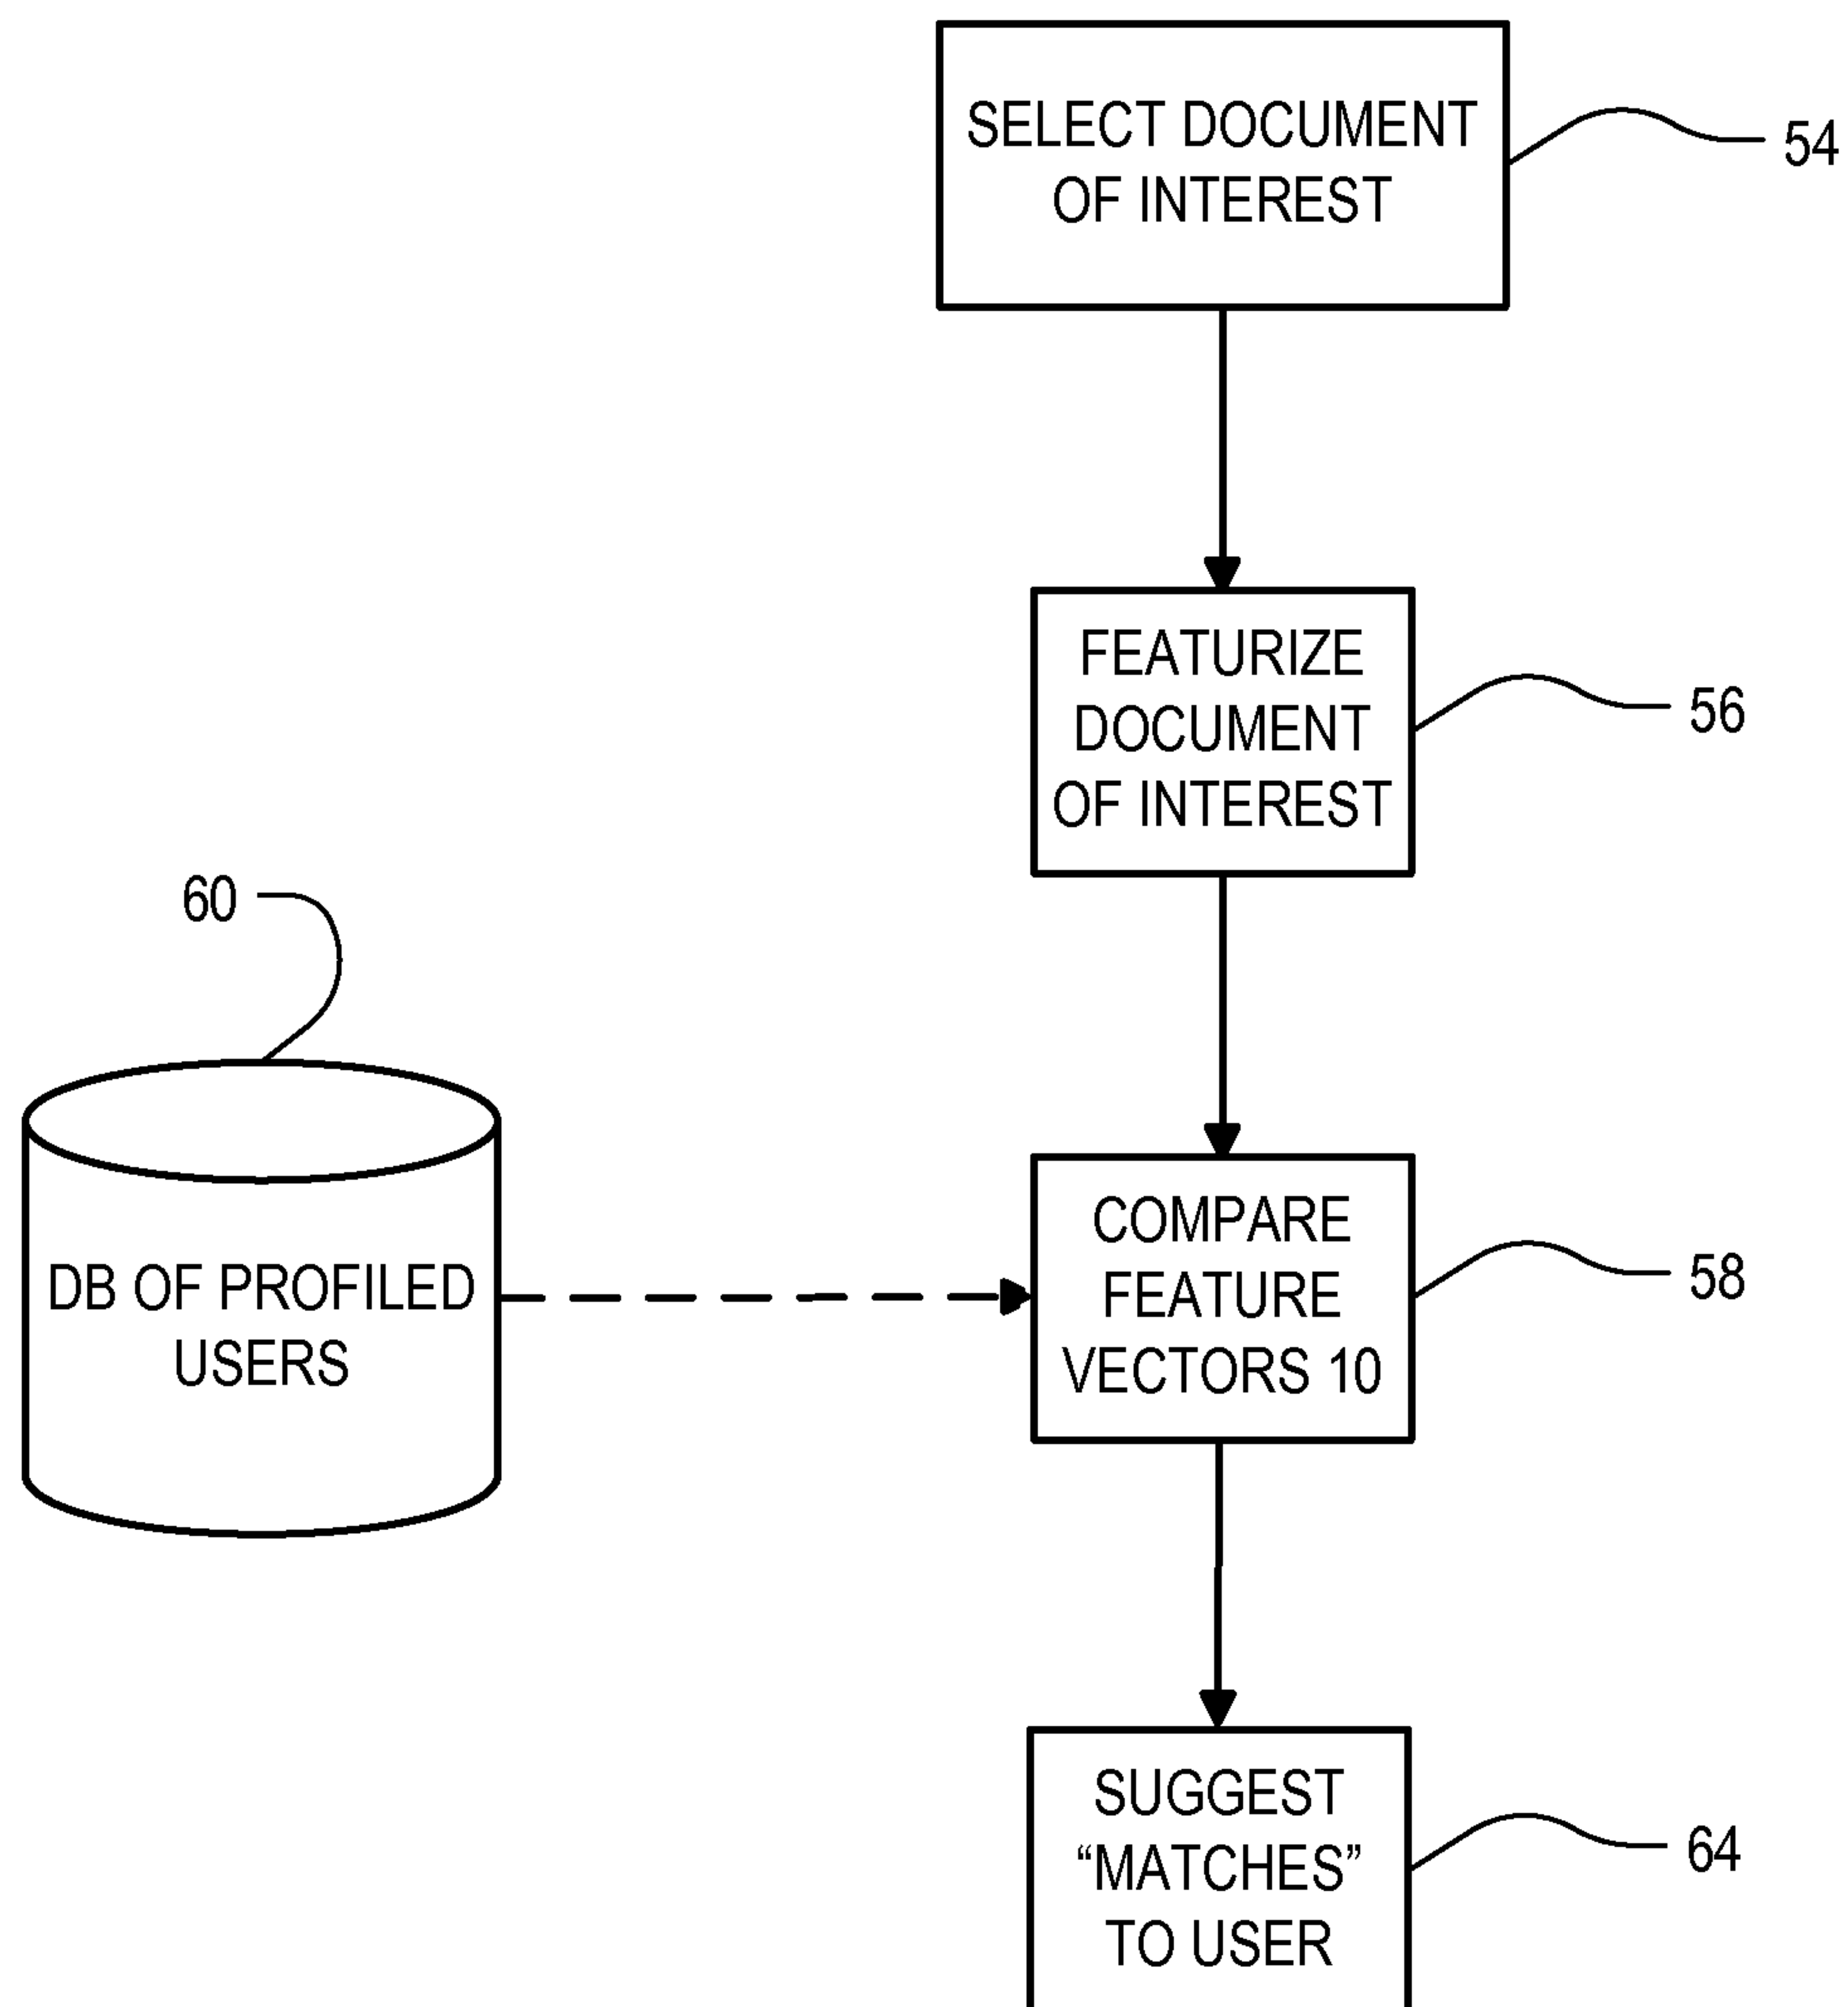 SELECT DOCUMENT
OF INTEREST
54
FEATURIZE
DOCUMENT
OF INTEREST
56
60
DB OF PROFILED
USERS
COMPARE
FEATURE
VECTORS 10
58
SUGGEST
“MATCHES”
TO USER
64